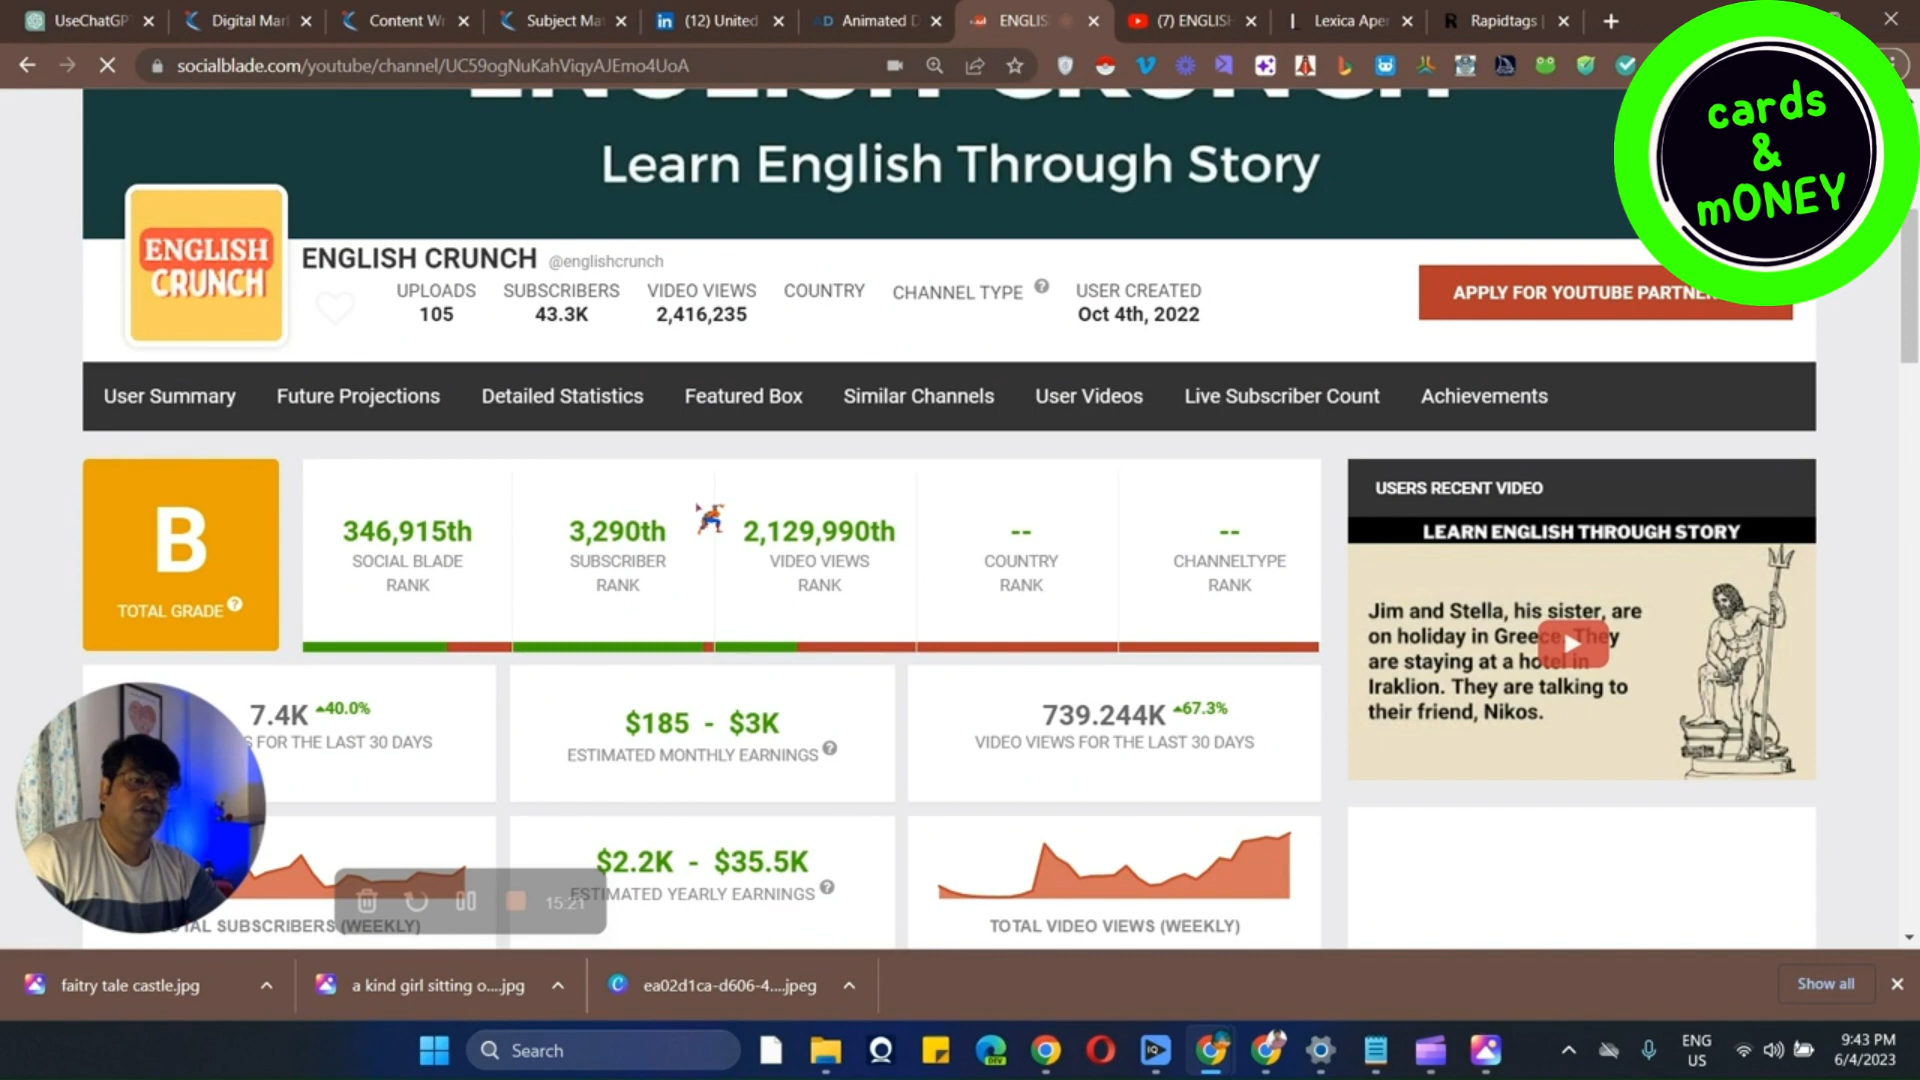 UseChatGP
Digital Mar
Content Wr
Subject Ma
(12) United
Animated D
ENGLIS
(7) ENGLISH
Lexica Aper
Rapidtags |
socialblade.com/youtube/channel/UC59ogNuKahViqyAJEmo4UoA
cards
&
mONEY
Learn English Through Story
ENGLISH
CRUNCH
ENGLISH CRUNCH @englishcrunch
UPLOADS
105
SUBSCRIBERS
43.3K
VIDEO VIEWS
2,416,235
COUNTRY
CHANNEL TYPE
USER CREATED
Oct 4th, 2022
APPLY FOR YOUTUBE PARTNER
User Summary
Future Projections
Detailed Statistics
Featured Box
Similar Channels
User Videos
Live Subscriber Count
Achievements
B
TOTAL GRADE
346,915th
SOCIAL BLADE
RANK
3,290th
SUBSCRIBER
RANK
2,129,990th
VIDEO VIEWS
RANK
--
COUNTRY
RANK
--
CHANNELTYPE
RANK
USERS RECENT VIDEO
LEARN ENGLISH THROUGH STORY
Jim and Stella, his sister, are
on holiday in Greece. They
are staying at a hotel in
Iraklion. They are talking to
their friend, Nikos.
7.4K 40.0%
FOR THE LAST 30 DAYS
$185 - $3K
ESTIMATED MONTHLY EARNINGS
739.244K 67.3%
VIDEO VIEWS FOR THE LAST 30 DAYS
$2.2K - $35.5K
ESTIMATED YEARLY EARNINGS
15:21
SUBSCRIBERS (WEEKLY)
TOTAL VIDEO VIEWS (WEEKLY)
faitry tale castle.jpg
a kind girl sitting o....jpg
ea02d1ca-d606-4....jpeg
Show all
Search
ENG
US
9:43 PM
6/4/2023